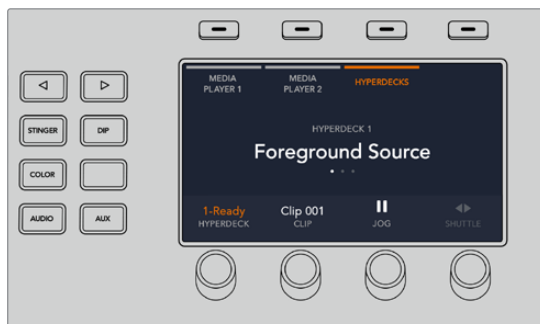 MEDIA
PLAYER 1
MEDIA
PLAYER 2
HYPERDECKS
STINGER
DIP
HYPERDECK 1
Foreground Source
COLOR
AUDIO
AUX
1-Ready
HYPERDECK
Clip 001
CLIP
JOG
SHUTTLE